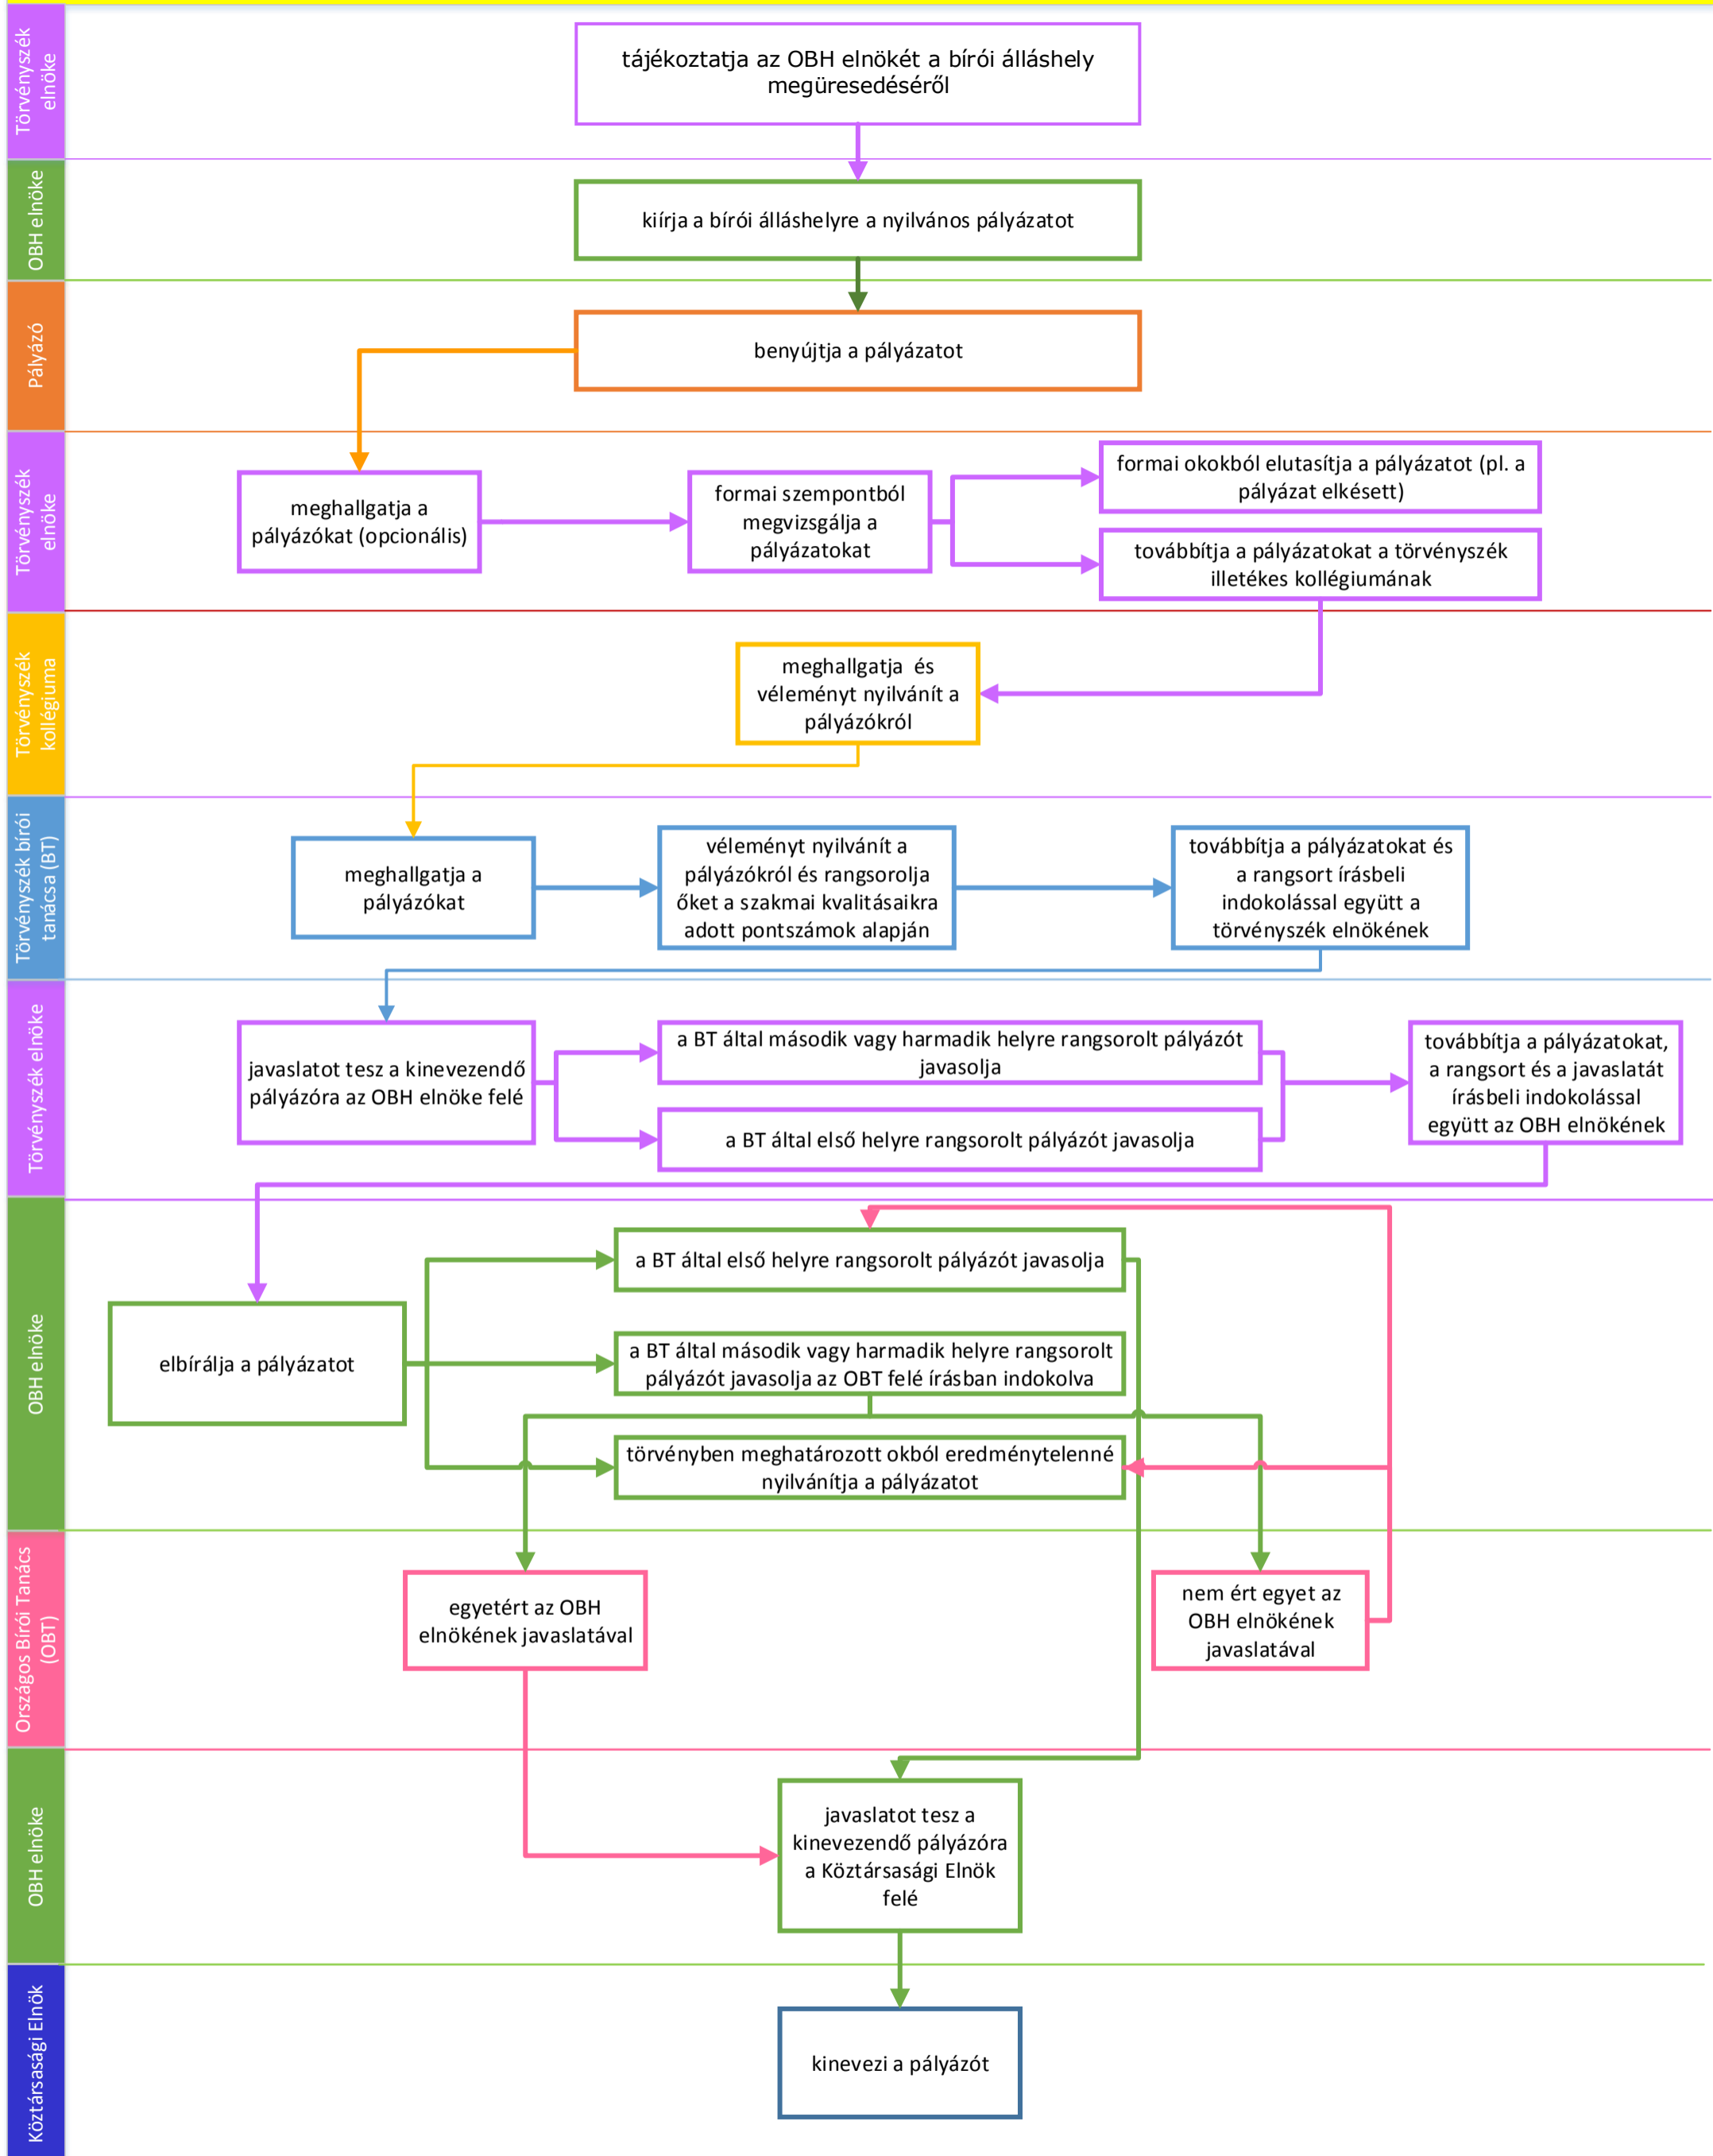 Törvényszék
elnöke
tájékoztatja az OBH elnökét a bírói álláshely
megüresedéséről
OBH elnöke
kiírja a bírói álláshelyre a nyilvános pályázatot
Pályázó
benyújtja a pályázatot
Törvényszék
elnöke
meghallgatja a
pályázókat (opcionális)
formai szempontból
megvizsgálja a
pályázatokat
formai okokból elutasítja a pályázatot (pl. a
pályázat elkésett)
továbbítja a pályázatokat a törvényszék
illetékes kollégiumának
Törvényszék
kollégiuma
meghallgatja és
véleményt nyilvánít a
pályázókról
Törvényszék bírói
tanácsa (BT)
meghallgatja a
pályázókat
véleményt nyilvánít a
pályázókról és rangsorolja
őket a szakmai kvalitásaikra
adott pontszámok alapján
továbbítja a pályázatokat és
a rangsort írásbeli
indokolással együtt a
törvényszék elnökének
Törvényszék elnöke
javaslatot tesz a kinevezendő
pályázóra az OBH elnöke felé
a BT által második vagy harmadik helyre rangsorolt pályázót
javasolja
a BT által első helyre rangsorolt pályázót javasolja
továbbítja a pályázatokat,
a rangsort és a javaslatát
írásbeli indokolással
együtt az OBH elnökének
OBH elnöke
elbírálja a pályázatot
a BT által első helyre rangsorolt pályázót javasolja
a BT által második vagy harmadik helyre rangsorolt
pályázót javasolja az OBT felé írásban indokolva
törvényben meghatározott okból eredménytelenné
nyilvánítja a pályázatot
Országos Bírói Tanács
(OBT)
egyetért az OBH
elnökének javaslatával
nem ért egyet az
OBH elnökének
javaslatával
OBH elnöke
javaslatot tesz a
kinevezendő pályázóra
a Köztársasági Elnök
felé
Köztársasági Elnök
kinevezi a pályázót